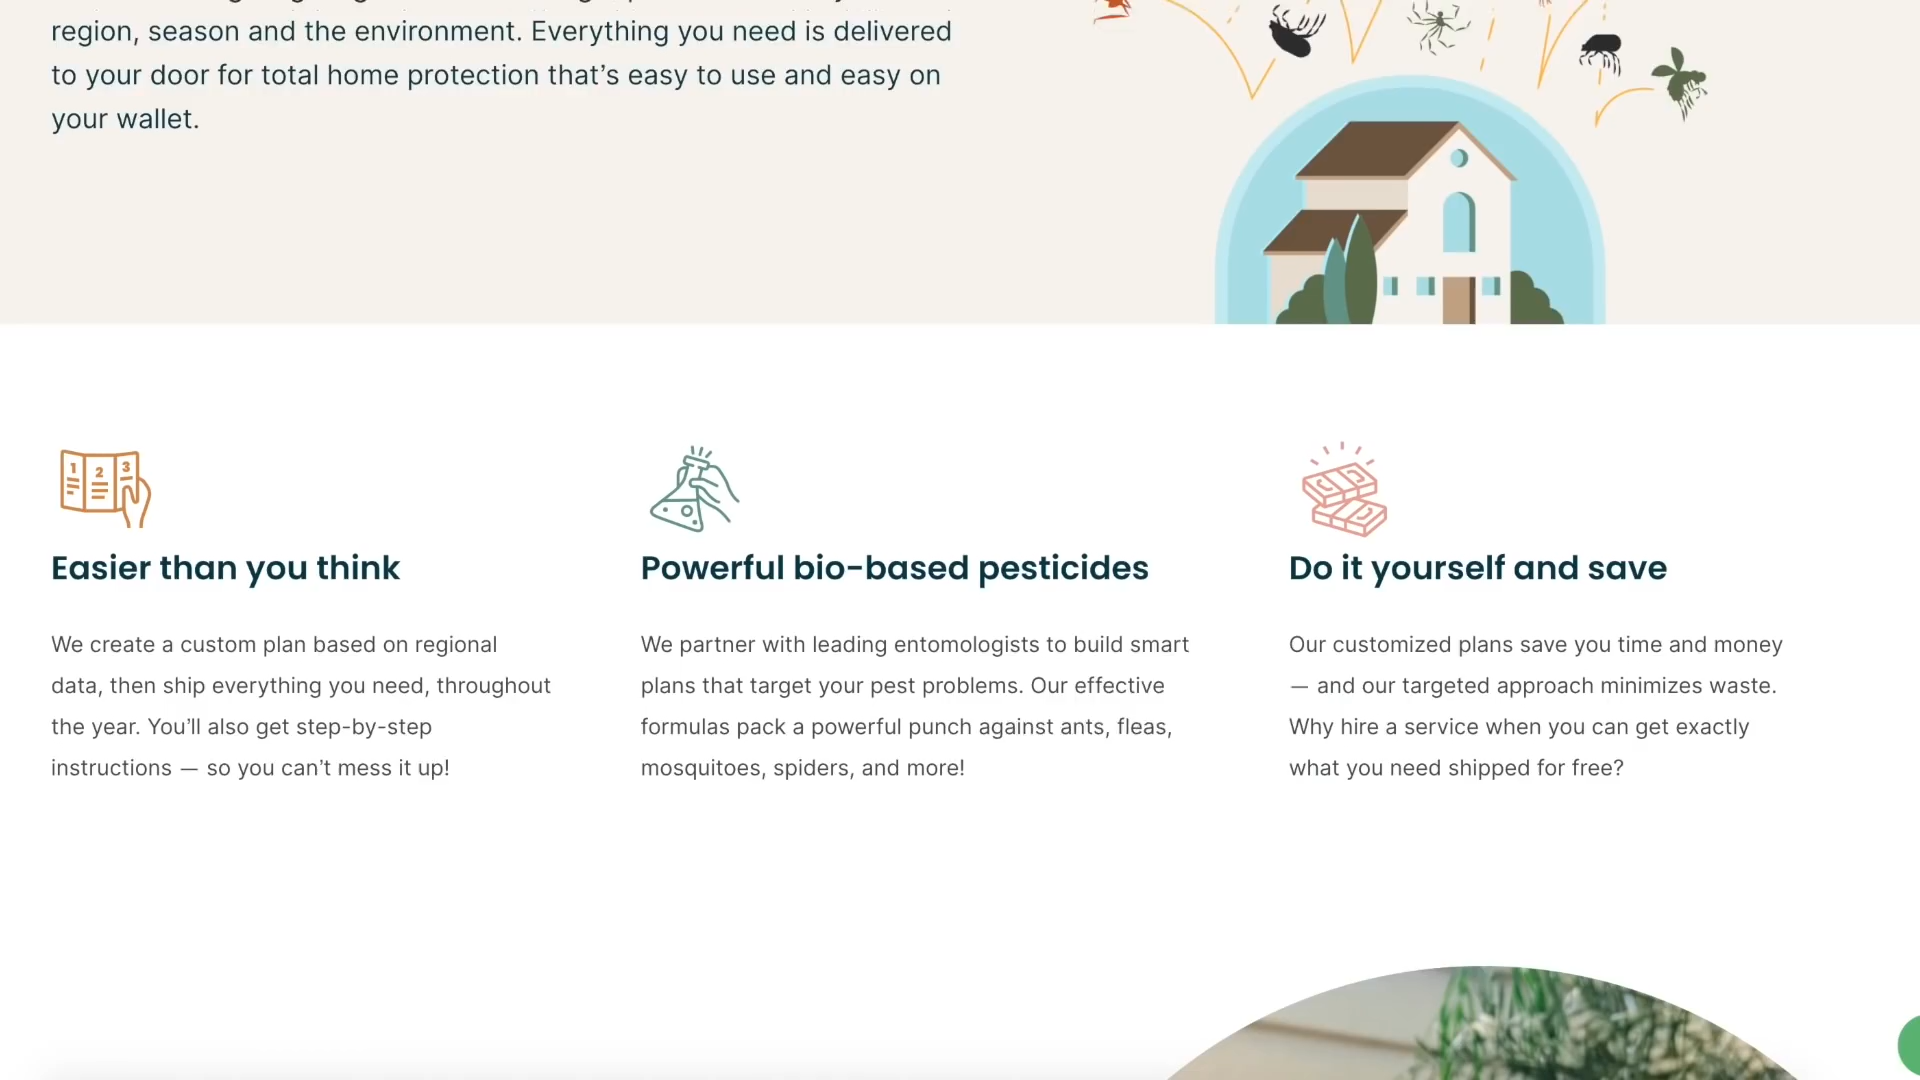 region, season and the environment. Everything you need is delivered
to your door for total home protection that’s easy to use and easy on
your wallet.
1 2 3
Easier than you think
We create a custom plan based on regional
data, then ship everything you need, throughout
the year. You’ll also get step-by-step
instructions — so you can’t mess it up!
Powerful bio-based pesticides
We partner with leading entomologists to build smart
plans that target your pest problems. Our effective
formulas pack a powerful punch against ants, fleas,
mosquitoes, spiders, and more!
Do it yourself and save
Our customized plans save you time and money
— and our targeted approach minimizes waste.
Why hire a service when you can get exactly
what you need shipped for free?